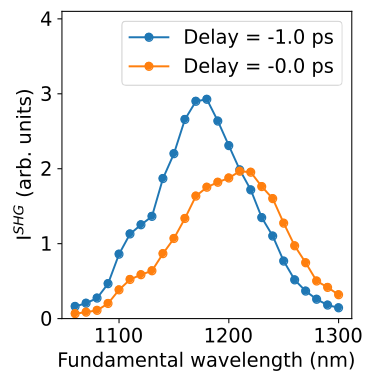 4
3
2
1
0
1100 1200 1300
I^SHG (arb. units)
Fundamental wavelength (nm)
Delay = -1.0 ps
Delay = -0.0 ps